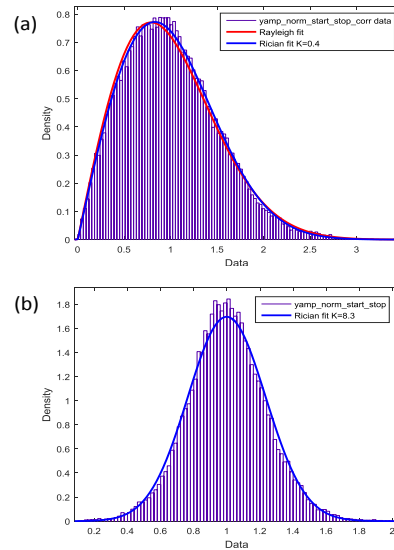 (a)
yamp_norm_start_stop_corr data
Rayleigh fit
Rician fit K=0.4
Density
0.8
0.7
0.6
0.5
0.4
0.3
0.2
0.1
0
0 0.5 1 1.5 2 2.5 3
Data
(b)
yamp_norm_start_stop
Rician fit K=8.3
Density
1.8
1.6
1.4
1.2
1
0.8
0.6
0.4
0.2
0
0.2 0.4 0.6 0.8 1 1.2 1.4 1.6 1.8 2
Data